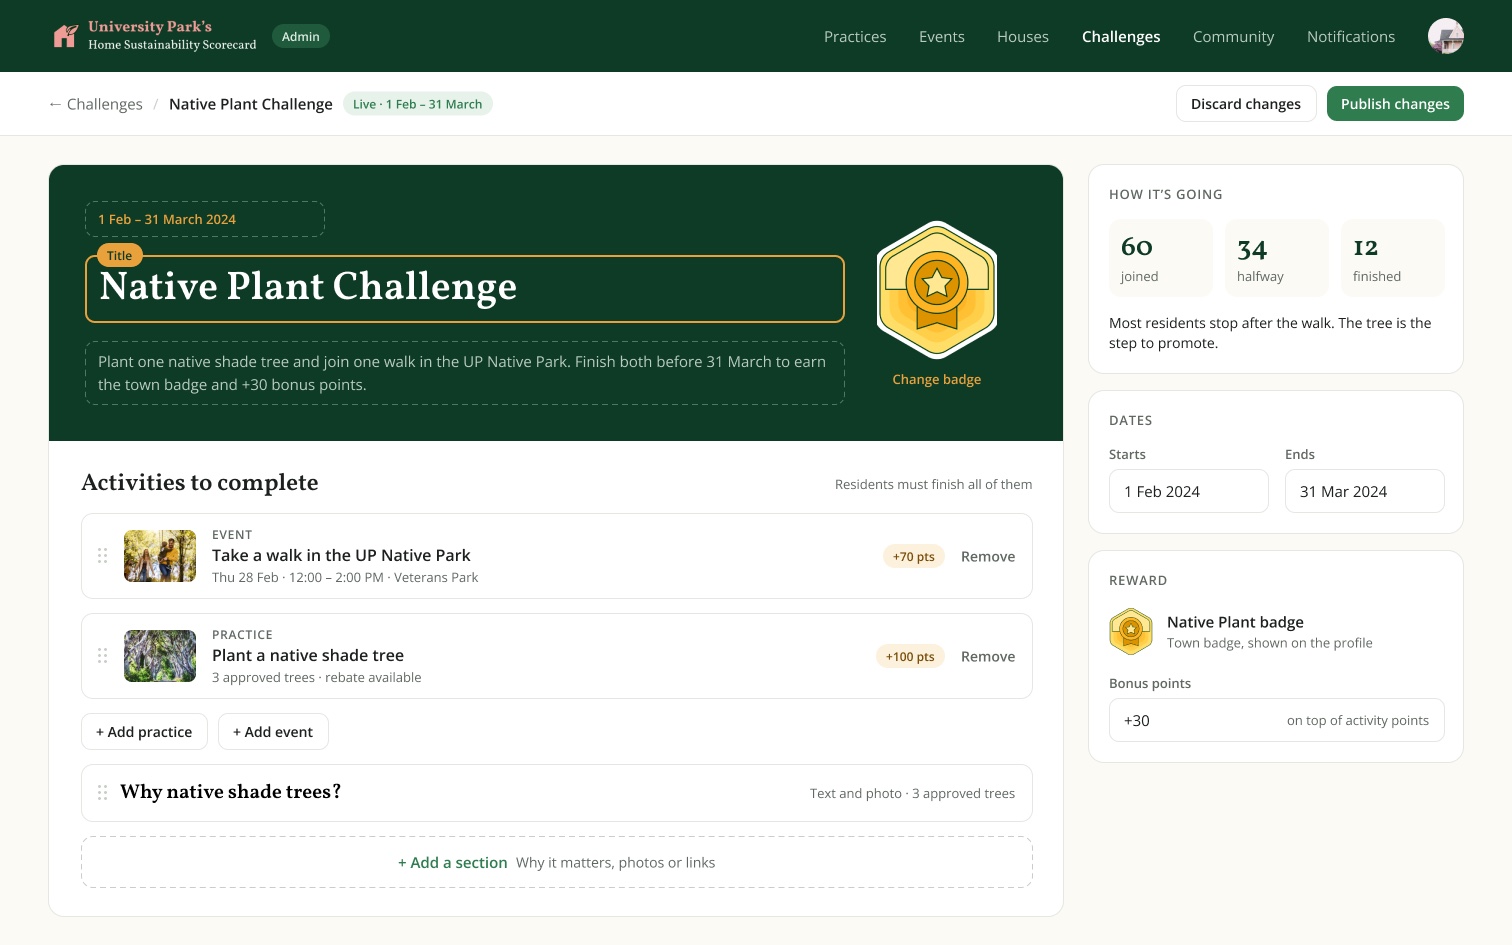 University Park's
Home Sustainability Scorecard
Admin
Practices
Events
Houses
Challenges
Community
Notifications
← Challenges / Native Plant Challenge
Live · 1 Feb – 31 March
Discard changes
Publish changes
1 Feb – 31 March 2024
Title
Native Plant Challenge
Plant one native shade tree and join one walk in the UP Native Park. Finish both before 31 March to earn
the town badge and +30 bonus points.
Change badge
Activities to complete
Residents must finish all of them
EVENT
Take a walk in the UP Native Park
Thu 28 Feb · 12:00 – 2:00 PM · Veterans Park
+70 pts
Remove
PRACTICE
Plant a native shade tree
3 approved trees · rebate available
+100 pts
Remove
+ Add practice
+ Add event
Why native shade trees?
Text and photo · 3 approved trees
+ Add a section Why it matters, photos or links
HOW IT'S GOING
60
joined
34
halfway
12
finished
Most residents stop after the walk. The tree is the
step to promote.
DATES
Starts
1 Feb 2024
Ends
31 Mar 2024
REWARD
Native Plant badge
Town badge, shown on the profile
Bonus points
+30
on top of activity points